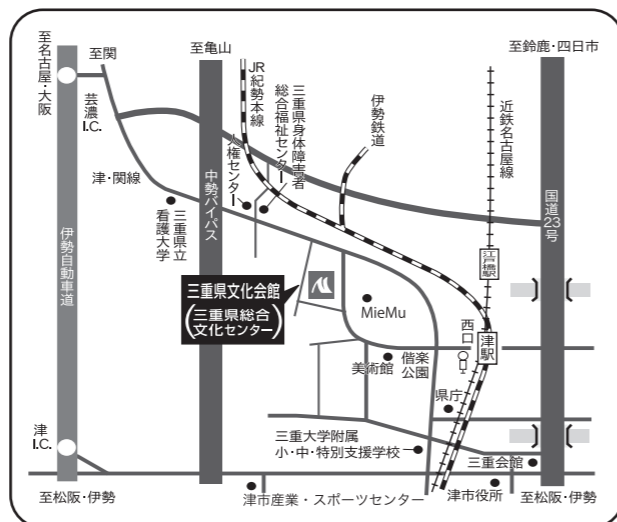 至名古屋・大阪
至関
至亀山
至鈴鹿・四日市
芸濃
I.C.
津・関線
伊勢自動車道
中勢バイパス
JR紀勢本線
三重県身体障害者
総合福祉センター
人権センター
伊勢鉄道
近鉄名古屋線
国道23号
三重県立
看護大学
江戸橋駅
三重県文化会館
(三重県総合
文化センター)
MieMu
西口
津駅
美術館
偕楽
公園
県庁
三重大学附属
小・中・特別支援学校
三重会館
津
I.C.
至松阪・伊勢
津市産業・スポーツセンター
津市役所
至松阪・伊勢